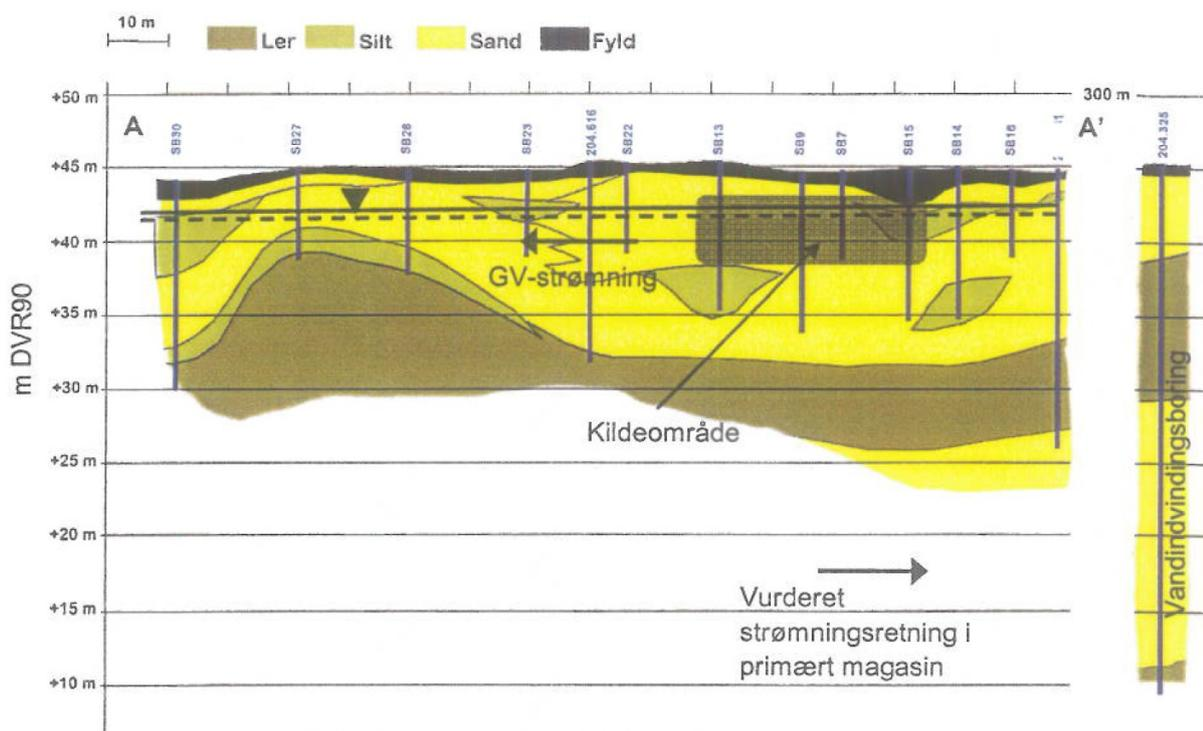 10 m
Ler Silt Sand Fyld
+50 m
300 m
A
A'
SB30
SB27
SB28
SB23
204.616
SB22
SB13
SB9
SB7
SB15
SB14
SB16
204.325
+45 m
+40 m
GV-strømning
+35 m
m DVR90
+30 m
Kildeområde
+25 m
+20 m
Vandindvindingsboring
Vurderet
+15 m
strømningsretning i
primært magasin
+10 m